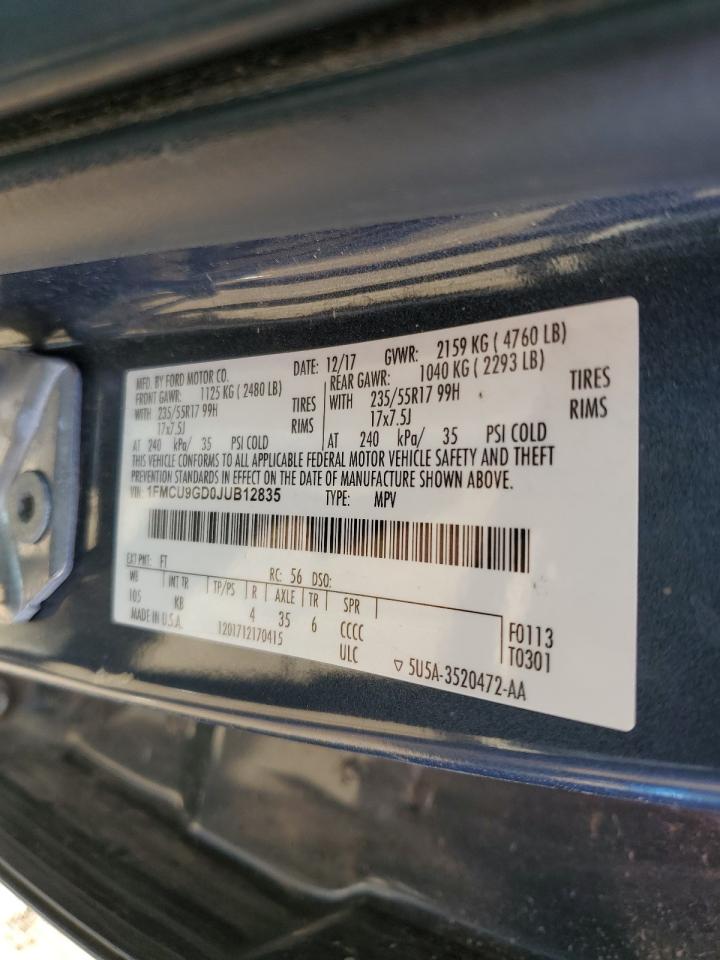 MFD. BY FORD MOTOR CO. DATE: 12/17 GVWR: 2159 KG ( 4760 LB)
FRONT GAWR: 1125 KG ( 2480 LB) REAR GAWR: 1040 KG ( 2293 LB)
WITH 235/55R17 99H TIRES WITH 235/55R17 99H TIRES
17x7.5J RIMS 17x7.5J RIMS
AT 240 kPa/ 35 PSI COLD AT 240 kPa/ 35 PSI COLD
THIS VEHICLE CONFORMS TO ALL APPLICABLE FEDERAL MOTOR VEHICLE SAFETY AND THEFT
PREVENTION STANDARDS IN EFFECT ON THE DATE OF MANUFACTURE SHOWN ABOVE.
VIN: 1FMCU9GD0JUB12835 TYPE: MPV
EXT PNT: FT RC: 56 DSO:
WB INT TR TP/PS R AXLE TR SPR
105 KB 4 35 6 CCCC F0113
MADE IN U.S.A. 1201712170415 ULC T0301
▽ 5U5A-3520472-AA